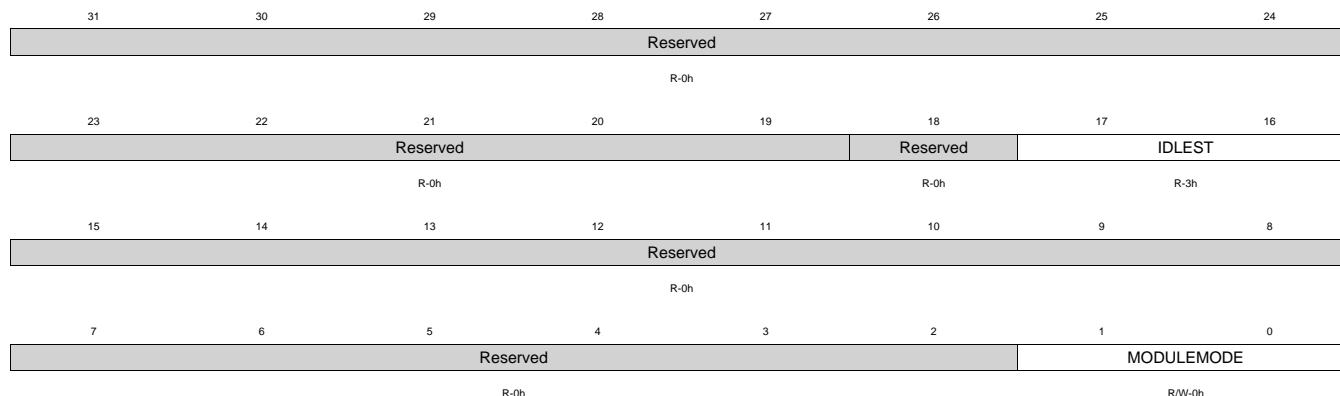 31 30 29 28 27 26 25 24
Reserved
R-0h
23 22 21 20 19 18 17 16
Reserved Reserved IDLEST
R-0h R-0h R-3h
15 14 13 12 11 10 9 8
Reserved
R-0h
7 6 5 4 3 2 1 0
Reserved MODULEMODE
R-0h R/W-0h